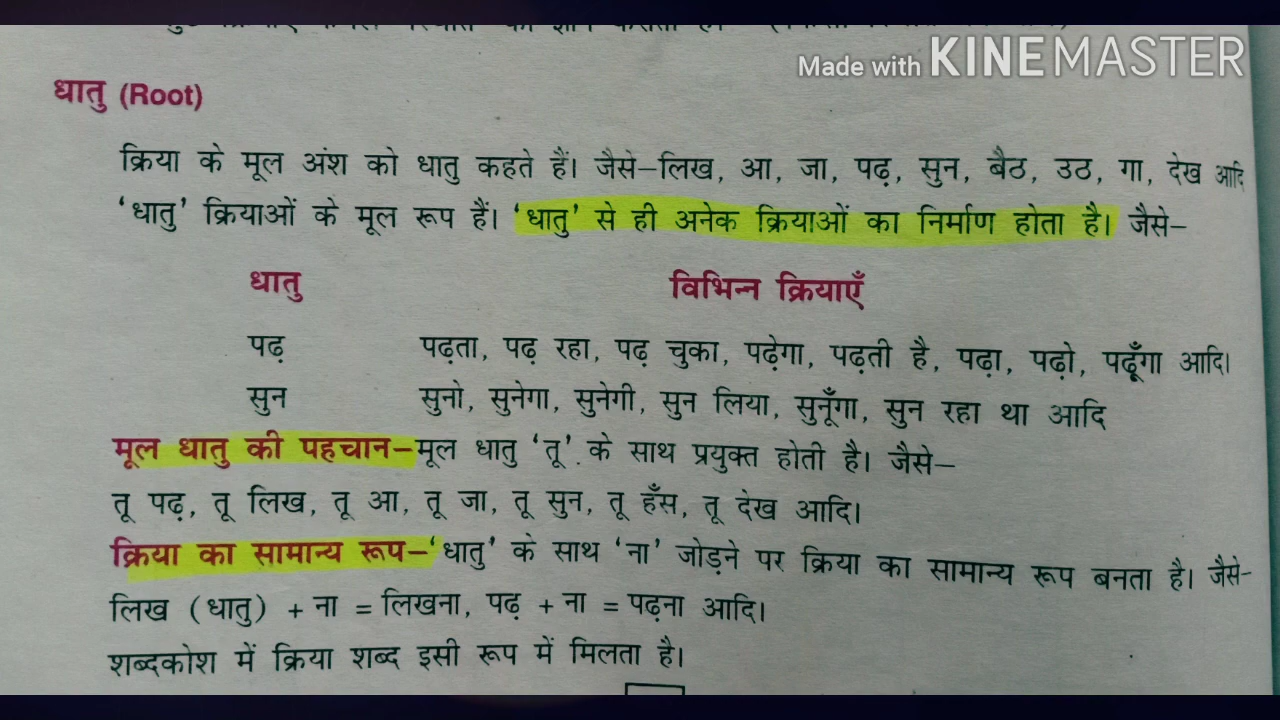 Made with KINEMASTER
धातु (Root)
क्रिया के मूल अंश को धातु कहते हैं। जैसे–लिख, आ, जा, पढ़, सुन, बैठ, उठ, गा, देख आदि
'धातु' क्रियाओं के मूल रूप हैं। 'धातु' से ही अनेक क्रियाओं का निर्माण होता है। जैसे–
धातु विभिन्न क्रियाएँ
पढ़ पढ़ता, पढ़ रहा, पढ़ चुका, पढ़ेगा, पढ़ती है, पढ़ा, पढ़ो, पढ़ूँगा आदि।
सुन सुनो, सुनेगा, सुनेगी, सुन लिया, सुनूँगा, सुन रहा था आदि
मूल धातु की पहचान–मूल धातु 'तू' के साथ प्रयुक्त होती है। जैसे–
तू पढ़, तू लिख, तू आ, तू जा, तू सुन, तू हँस, तू देख आदि।
क्रिया का सामान्य रूप–'धातु' के साथ 'ना' जोड़ने पर क्रिया का सामान्य रूप बनता है। जैसे–
लिख (धातु) + ना = लिखना, पढ़ + ना = पढ़ना आदि।
शब्दकोश में क्रिया शब्द इसी रूप में मिलता है।